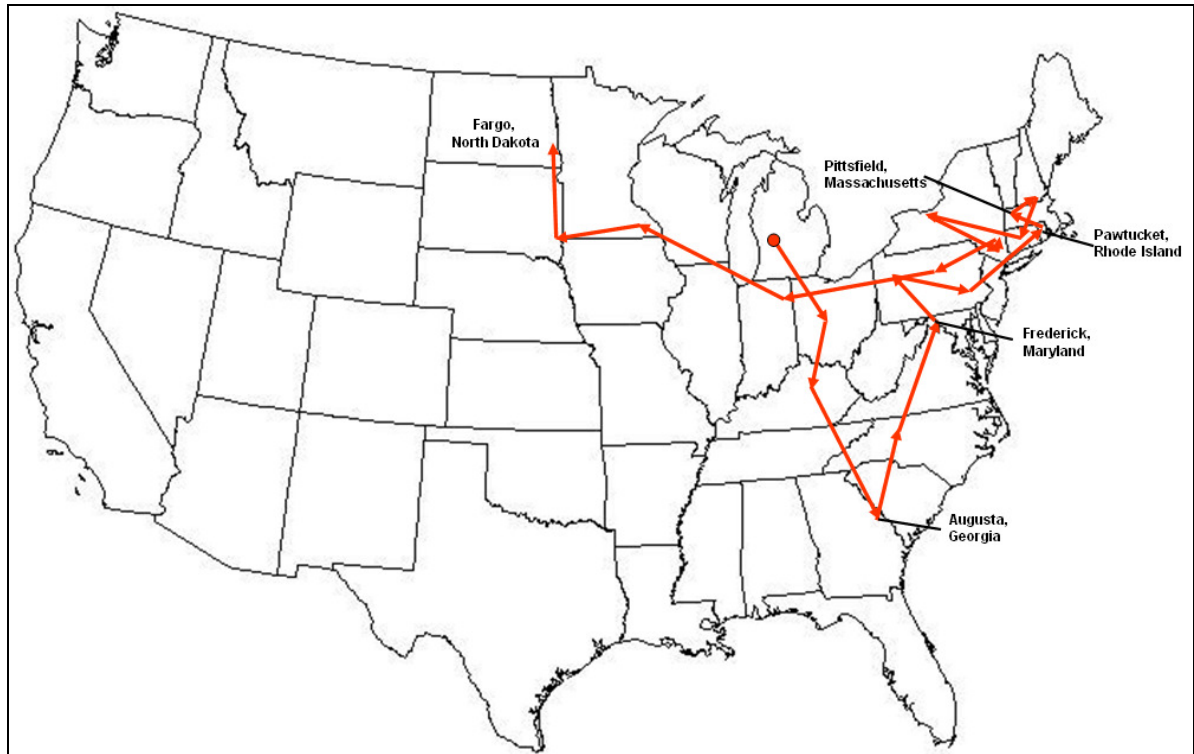 Fargo,
North Dakota
Pittsfield,
Massachusetts
Pawtucket,
Rhode Island
Frederick,
Maryland
Augusta,
Georgia